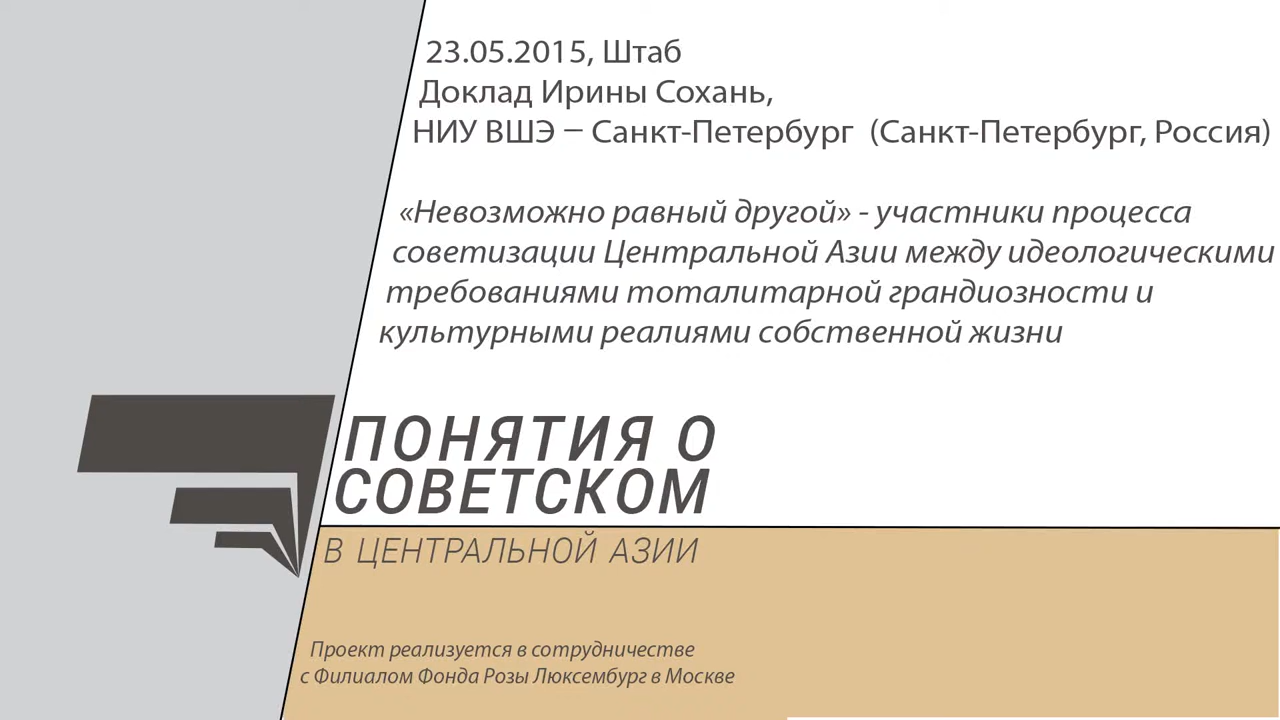 23.05.2015, Штаб
Доклад Ирины Сохань,
НИУ ВШЭ – Санкт-Петербург (Санкт-Петербург, Россия)
«Невозможно равный другой» - участники процесса
советизации Центральной Азии между идеологическими
требованиями тоталитарной грандиозности и
культурными реалиями собственной жизни
ПОНЯТИЯ О
СОВЕТСКОМ
В ЦЕНТРАЛЬНОЙ АЗИИ
Проект реализуется в сотрудничестве
с Филиалом Фонда Розы Люксембург в Москве